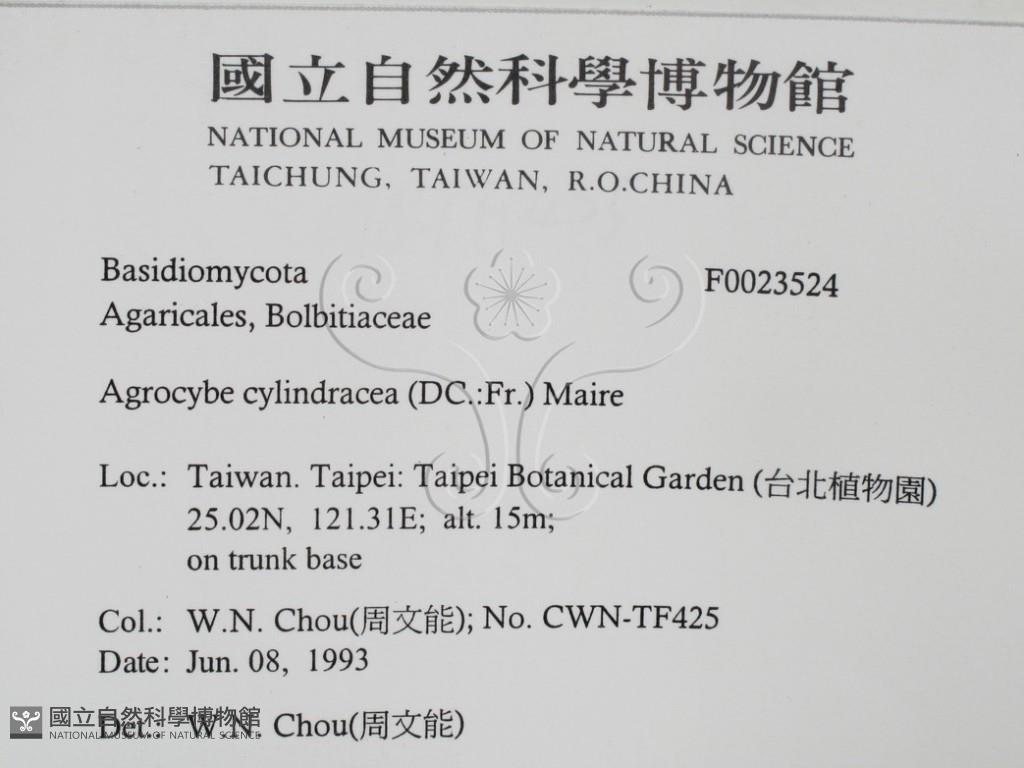 國立自然科學博物館
NATIONAL MUSEUM OF NATURAL SCIENCE
TAICHUNG, TAIWAN, R.O.CHINA
Basidiomycota F0023524
Agaricales, Bolbitiaceae
Agrocybe cylindracea (DC.:Fr.) Maire
Loc.: Taiwan. Taipei: Taipei Botanical Garden (台北植物園)
25.02N, 121.31E; alt. 15m;
on trunk base
Col.: W.N. Chou(周文能); No. CWN-TF425
Date: Jun. 08, 1993
Det.: W.N. Chou(周文能)
國立自然科學博物館
NATIONAL MUSEUM OF NATURAL SCIENCE